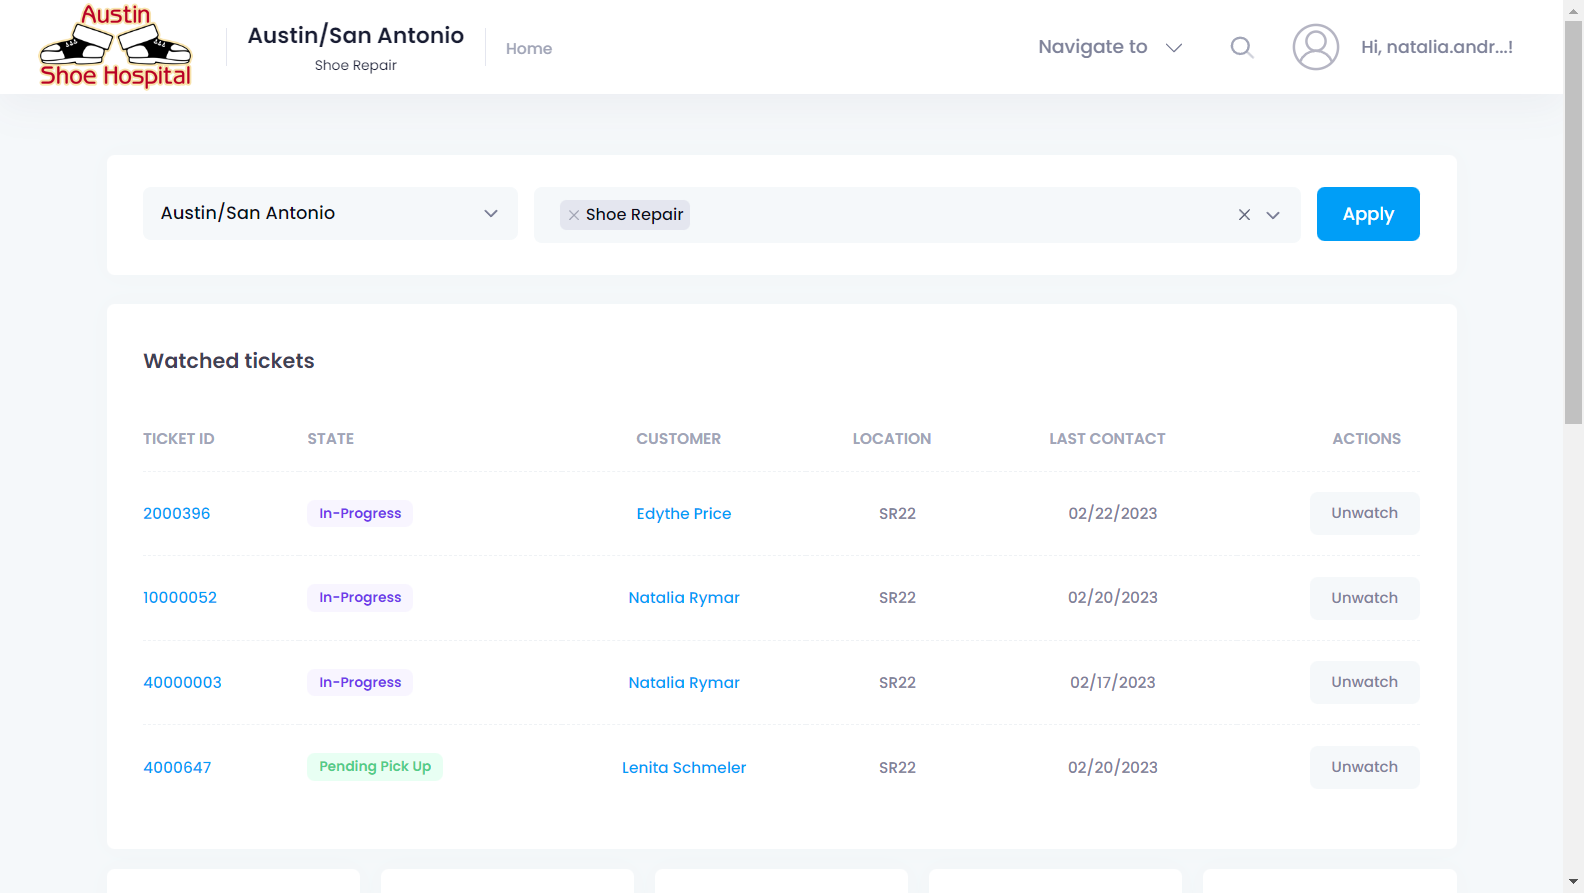 Austin
Shoe Hospital
Austin/San Antonio
Shoe Repair
Home
Navigate to
Hi, natalia.andr...!
Austin/San Antonio
Shoe Repair
Apply
Watched tickets
TICKET ID STATE CUSTOMER LOCATION LAST CONTACT ACTIONS
2000396 In-Progress Edythe Price SR22 02/22/2023 Unwatch
10000052 In-Progress Natalia Rymar SR22 02/20/2023 Unwatch
40000003 In-Progress Natalia Rymar SR22 02/17/2023 Unwatch
4000647 Pending Pick Up Lenita Schmeler SR22 02/20/2023 Unwatch